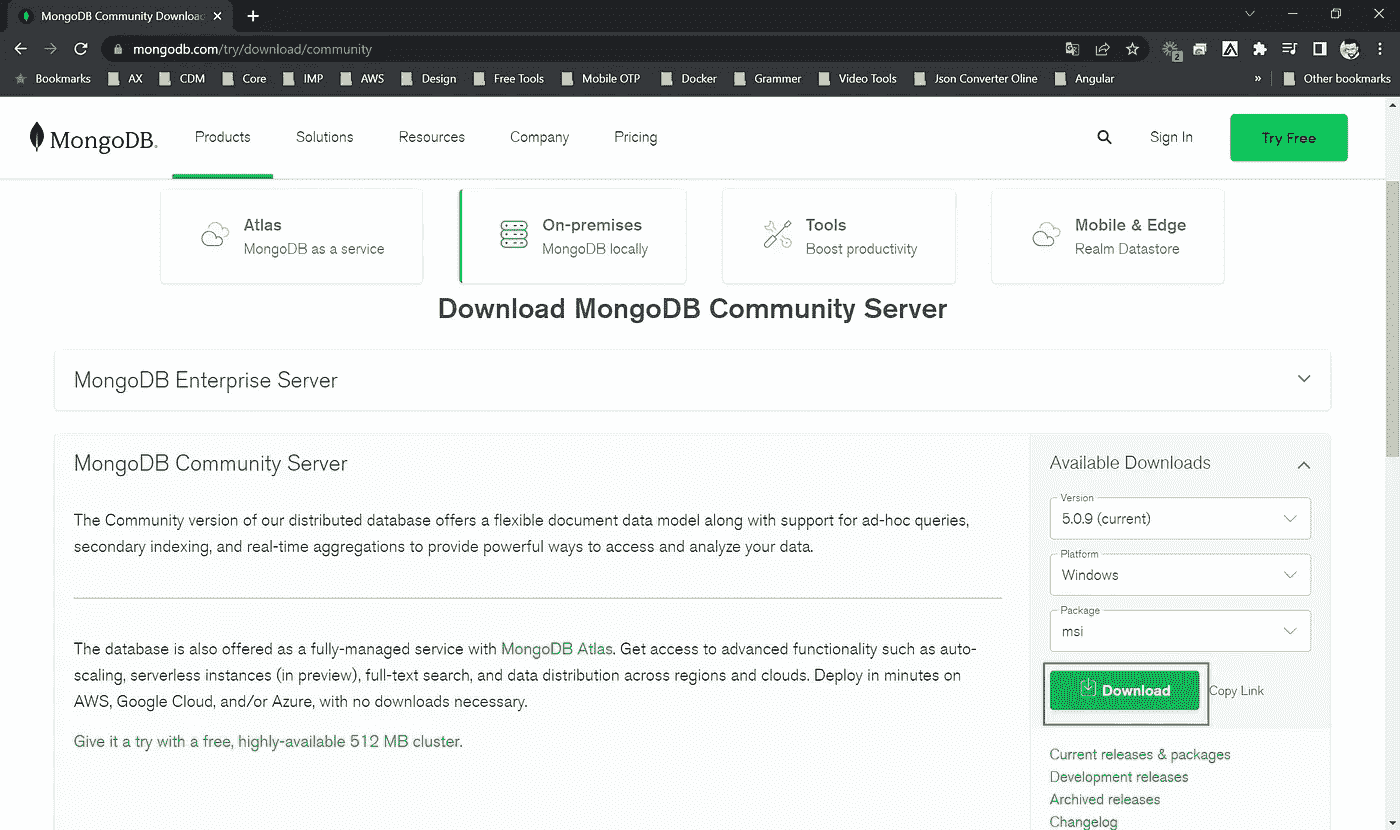 MongoDB Community Download
mongodb.com/try/download/community
2
Bookmarks AX CDM Core IMP AWS Design Free Tools Mobile OTP Docker Grammer Video Tools Json Converter Oline Angular » Other bookmarks
MongoDB. Products Solutions Resources Company Pricing Sign In Try Free
Atlas
MongoDB as a service
On-premises
MongoDB locally
Tools
Boost productivity
Mobile & Edge
Realm Datastore
Download MongoDB Community Server
MongoDB Enterprise Server
MongoDB Community Server
The Community version of our distributed database offers a flexible document data model along with support for ad-hoc queries,
secondary indexing, and real-time aggregations to provide powerful ways to access and analyze your data.
The database is also offered as a fully-managed service with MongoDB Atlas. Get access to advanced functionality such as auto-
scaling, serverless instances (in preview), full-text search, and data distribution across regions and clouds. Deploy in minutes on
AWS, Google Cloud, and/or Azure, with no downloads necessary.
Give it a try with a free, highly-available 512 MB cluster.
Available Downloads
Version
5.0.9 (current)
Platform
Windows
Package
msi
Download Copy Link
Current releases & packages
Development releases
Archived releases
Changelog